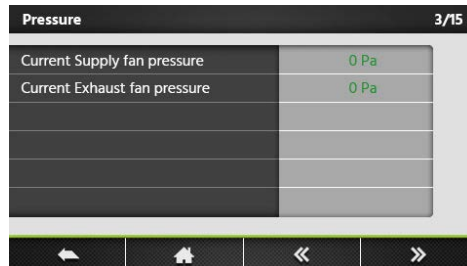 Pressure 3/15
Current Supply fan pressure 0 Pa
Current Exhaust fan pressure 0 Pa